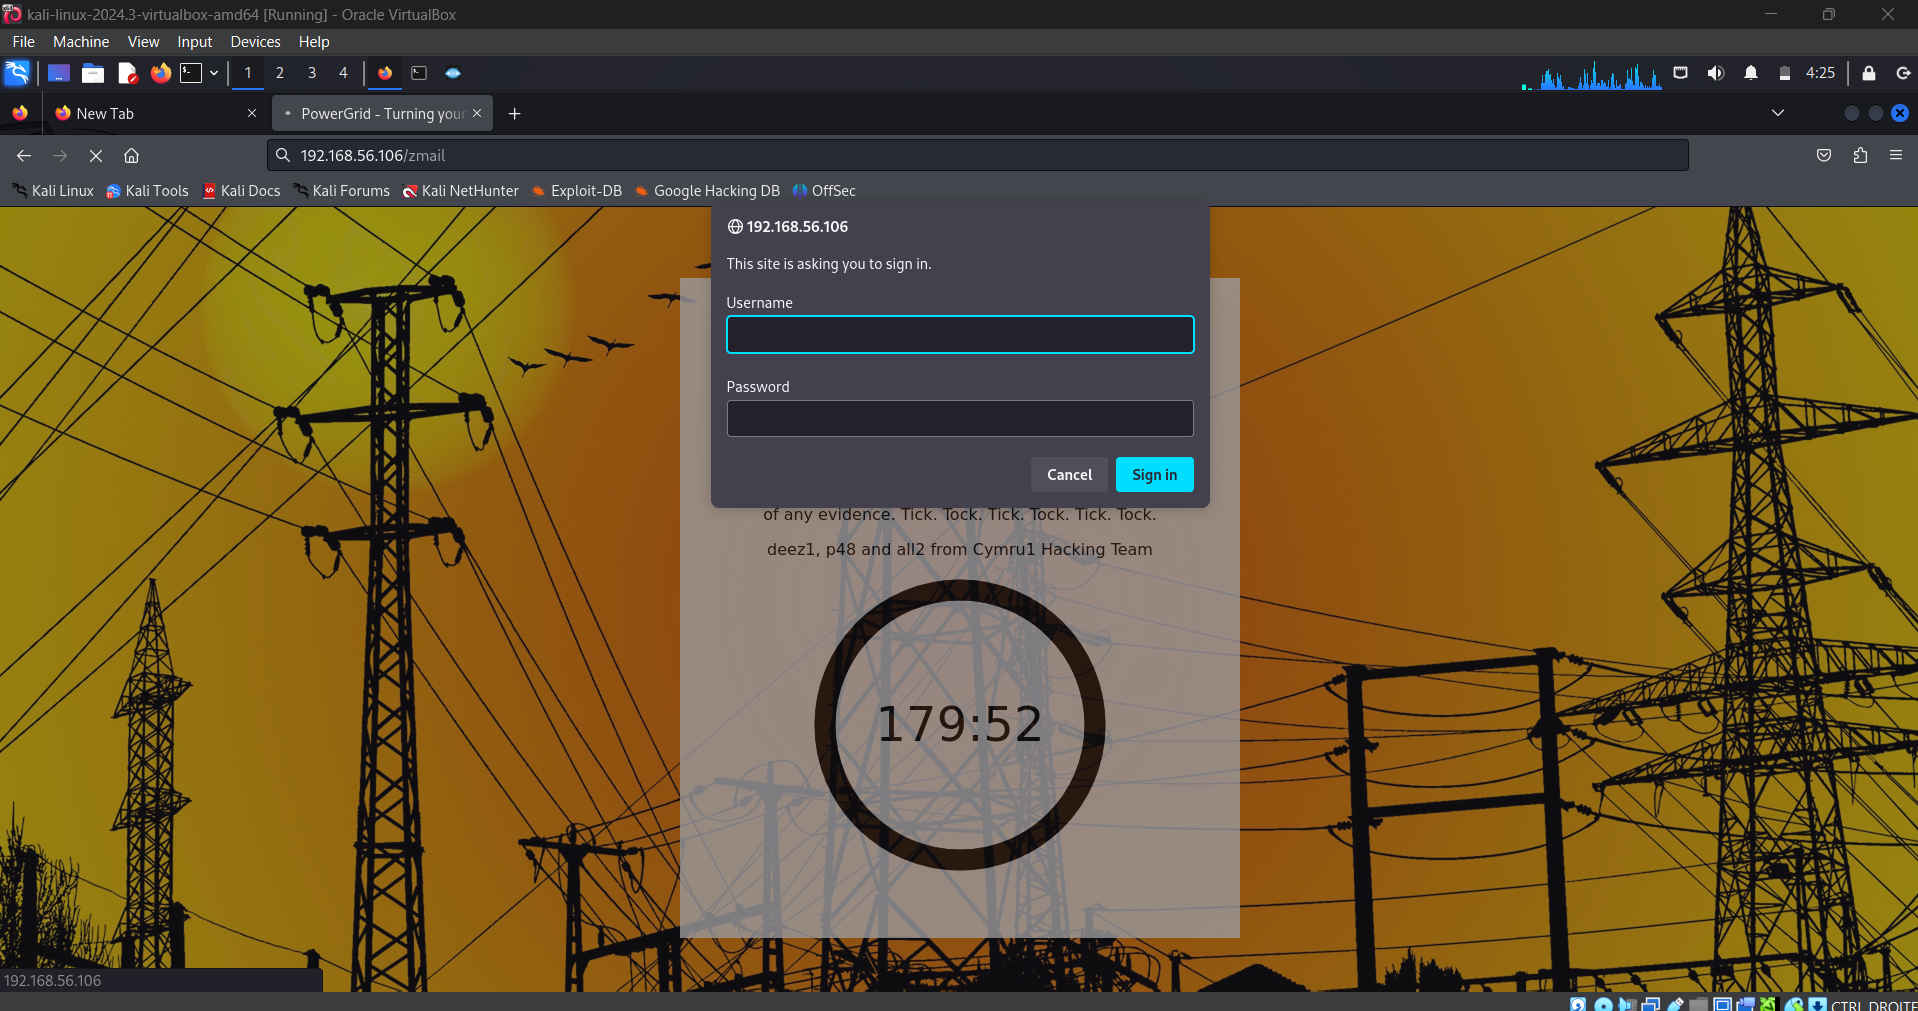 kali-linux-2024.3-virtualbox-amd64 [Running] - Oracle VirtualBox
File Machine View Input Devices Help
1 2 3 4 4:25
New Tab PowerGrid - Turning your
192.168.56.106/zmail
Kali Linux Kali Tools Kali Docs Kali Forums Kali NetHunter Exploit-DB Google Hacking DB OffSec
192.168.56.106
This site is asking you to sign in.
Username
Password
Cancel Sign in
of any evidence. Tick. Tock. Tick. Tock. Tick. Tock.
deez1, p48 and all2 from Cymru1 Hacking Team
179:52
192.168.56.106
CTRL DROITE